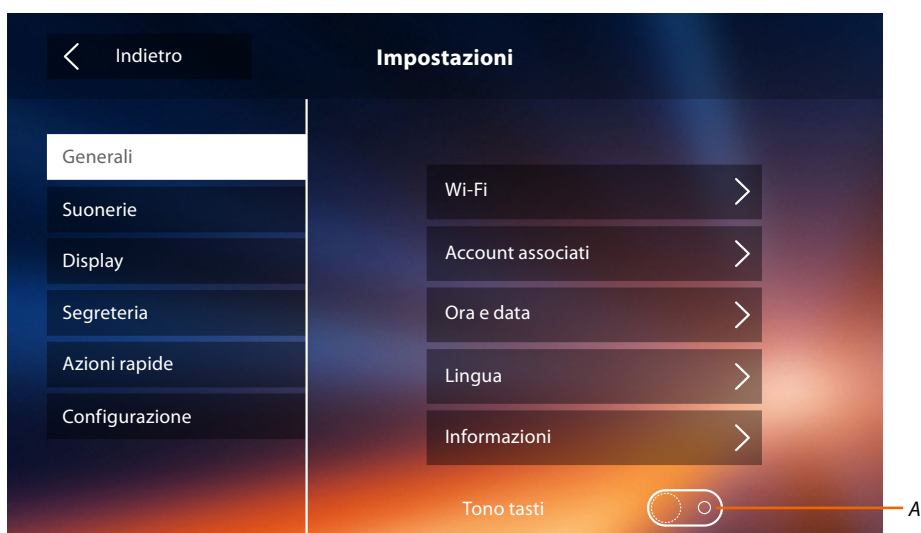 Indietro
Impostazioni
Generali
Suonerie
Display
Segreteria
Azioni rapide
Configurazione
Wi-Fi
Account associati
Ora e data
Lingua
Informazioni
Tono tasti
A